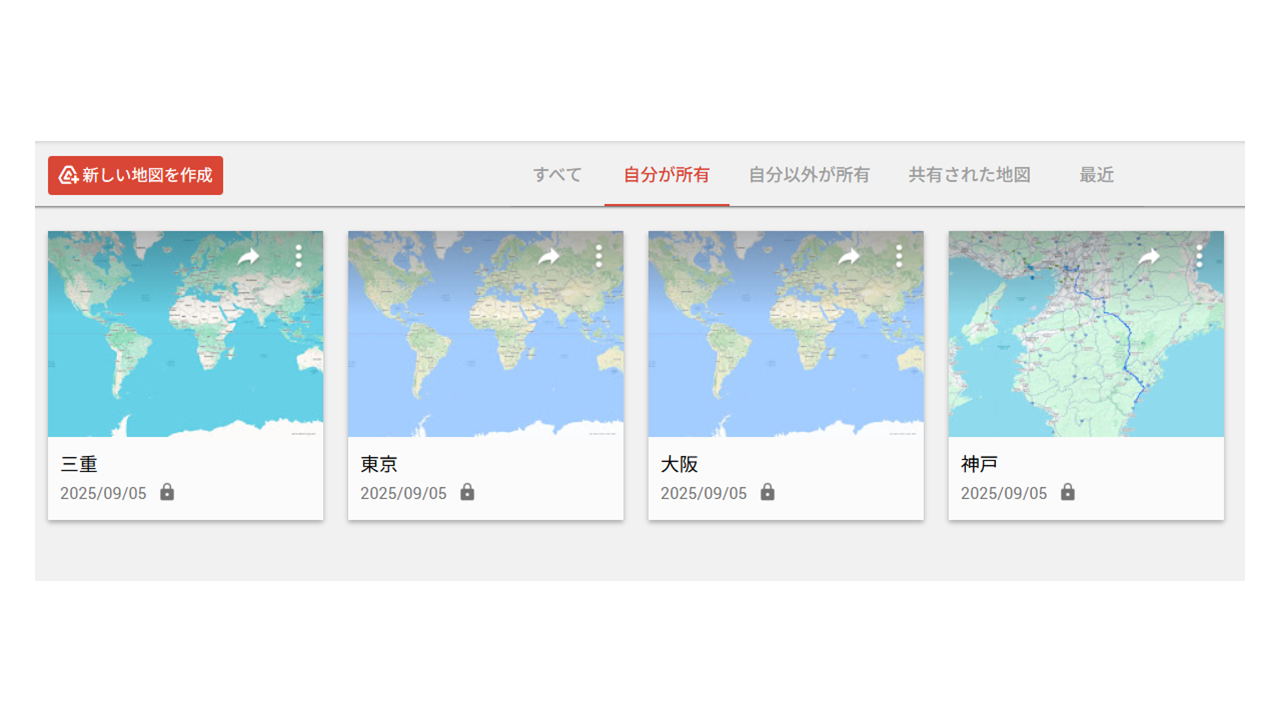 新しい地図を作成
すべて
自分が所有
自分以外が所有
共有された地図
最近
三重
2025/09/05
東京
2025/09/05
大阪
2025/09/05
神戸
2025/09/05